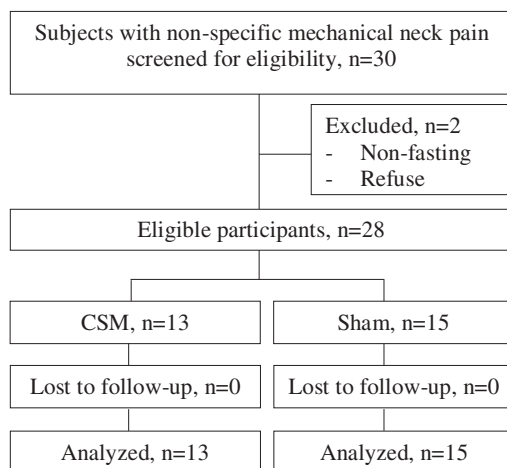 Subjects with non-specific mechanical neck pain
screened for eligibility, n=30
Excluded, n=2
- Non-fasting
- Refuse
Eligible participants, n=28
CSM, n=13
Sham, n=15
Lost to follow-up, n=0
Lost to follow-up, n=0
Analyzed, n=13
Analyzed, n=15